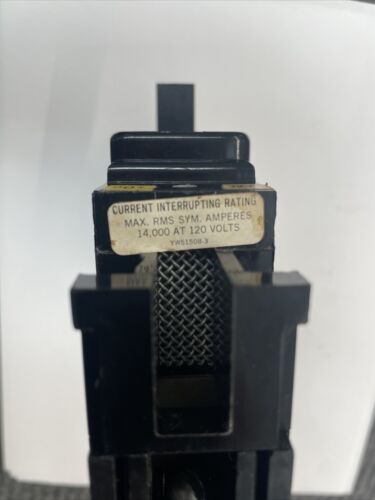 CURRENT INTERRUPTING RATING
MAX. RMS SYM. AMPERES
14,000 AT 120 VOLTS
YW51508-3